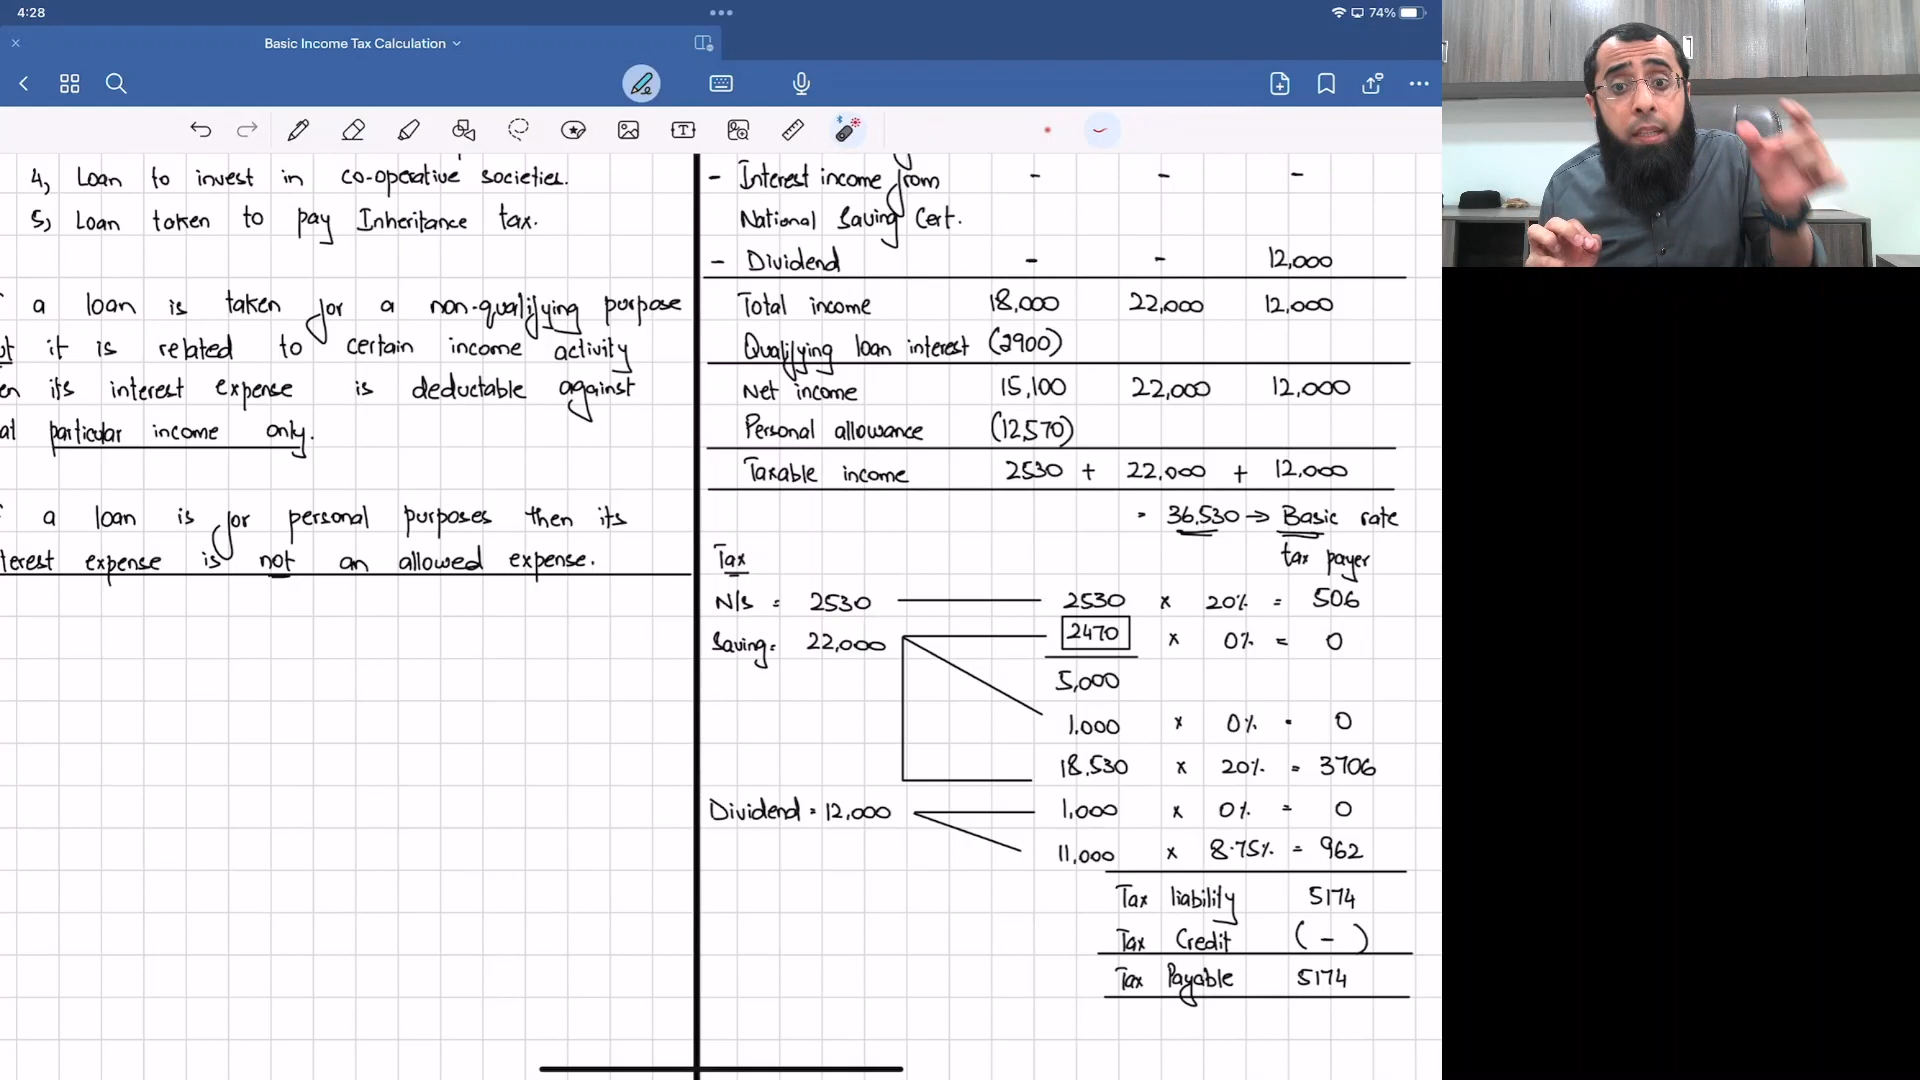 4:28
74%
Basic Income Tax Calculation
4, Loan to invest in co-operative societies.
5, Loan taken to pay Inheritance tax.
a loan is taken for a non-qualifying purpose
it is related to certain income activity
its interest expense is deductable against
particular income only.
a loan is for personal purposes then its
expense is not an allowed expense.
- Interest income from - - -
National Saving Cert.
- Dividend - - 12,000
Total income 18,000 22,000 12,000
Qualifying loan interest (2900)
Net income 15,100 22,000 12,000
Personal allowance (12,570)
Taxable income 2530 + 22,000 + 12,000
= 36,530 → Basic rate
tax payer
Tax
N/s = 2530 2530 x 20% = 506
Saving = 22,000 2470 x 0% = 0
5,000
1,000 x 0% = 0
18,530 x 20% = 3706
Dividend = 12,000 1,000 x 0% = 0
11,000 x 8.75% = 962
Tax liability 5174
Tax Credit ( - )
Tax Payable 5174